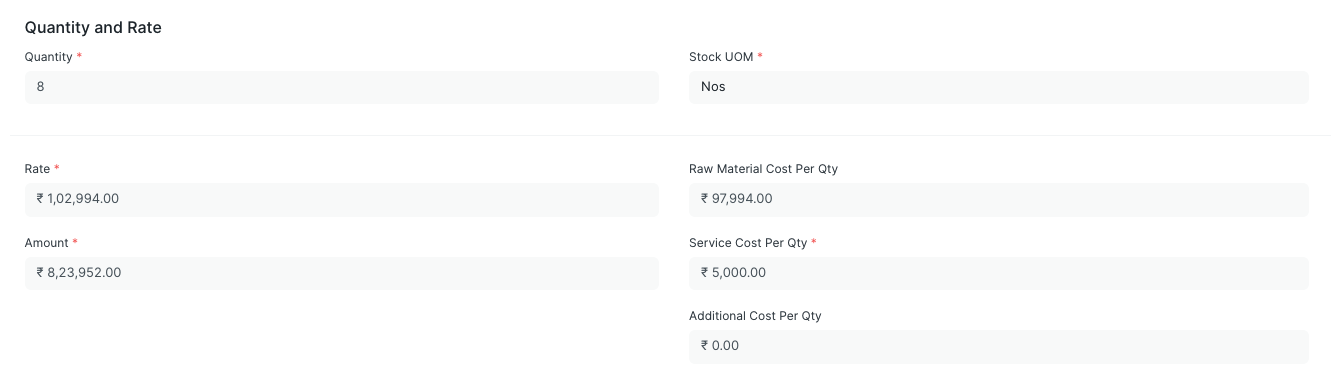 Quantity and Rate
Quantity *
Stock UOM *
8
Nos
Rate *
Raw Material Cost Per Qty
₹ 1,02,994.00
₹ 97,994.00
Amount *
Service Cost Per Qty *
₹ 8,23,952.00
₹ 5,000.00
Additional Cost Per Qty
₹ 0.00